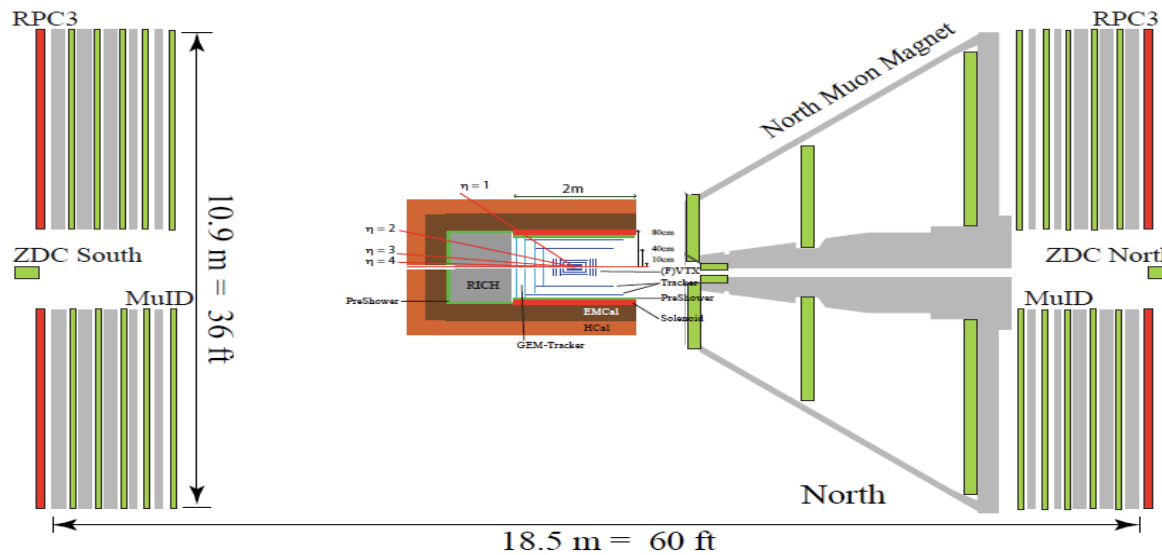 RPC3
RPC3
North Muon Magnet
η = 1
2m
η = 2
η = 3
η = 4
80cm
40cm
10cm
10.9 m = 36 ft
ZDC South
ZDC North
(F)VTX
RICH
Tracker
MuID
PreShower
PreShower
MuID
EMCal
Solenoid
HCal
GEM-Tracker
North
18.5 m = 60 ft